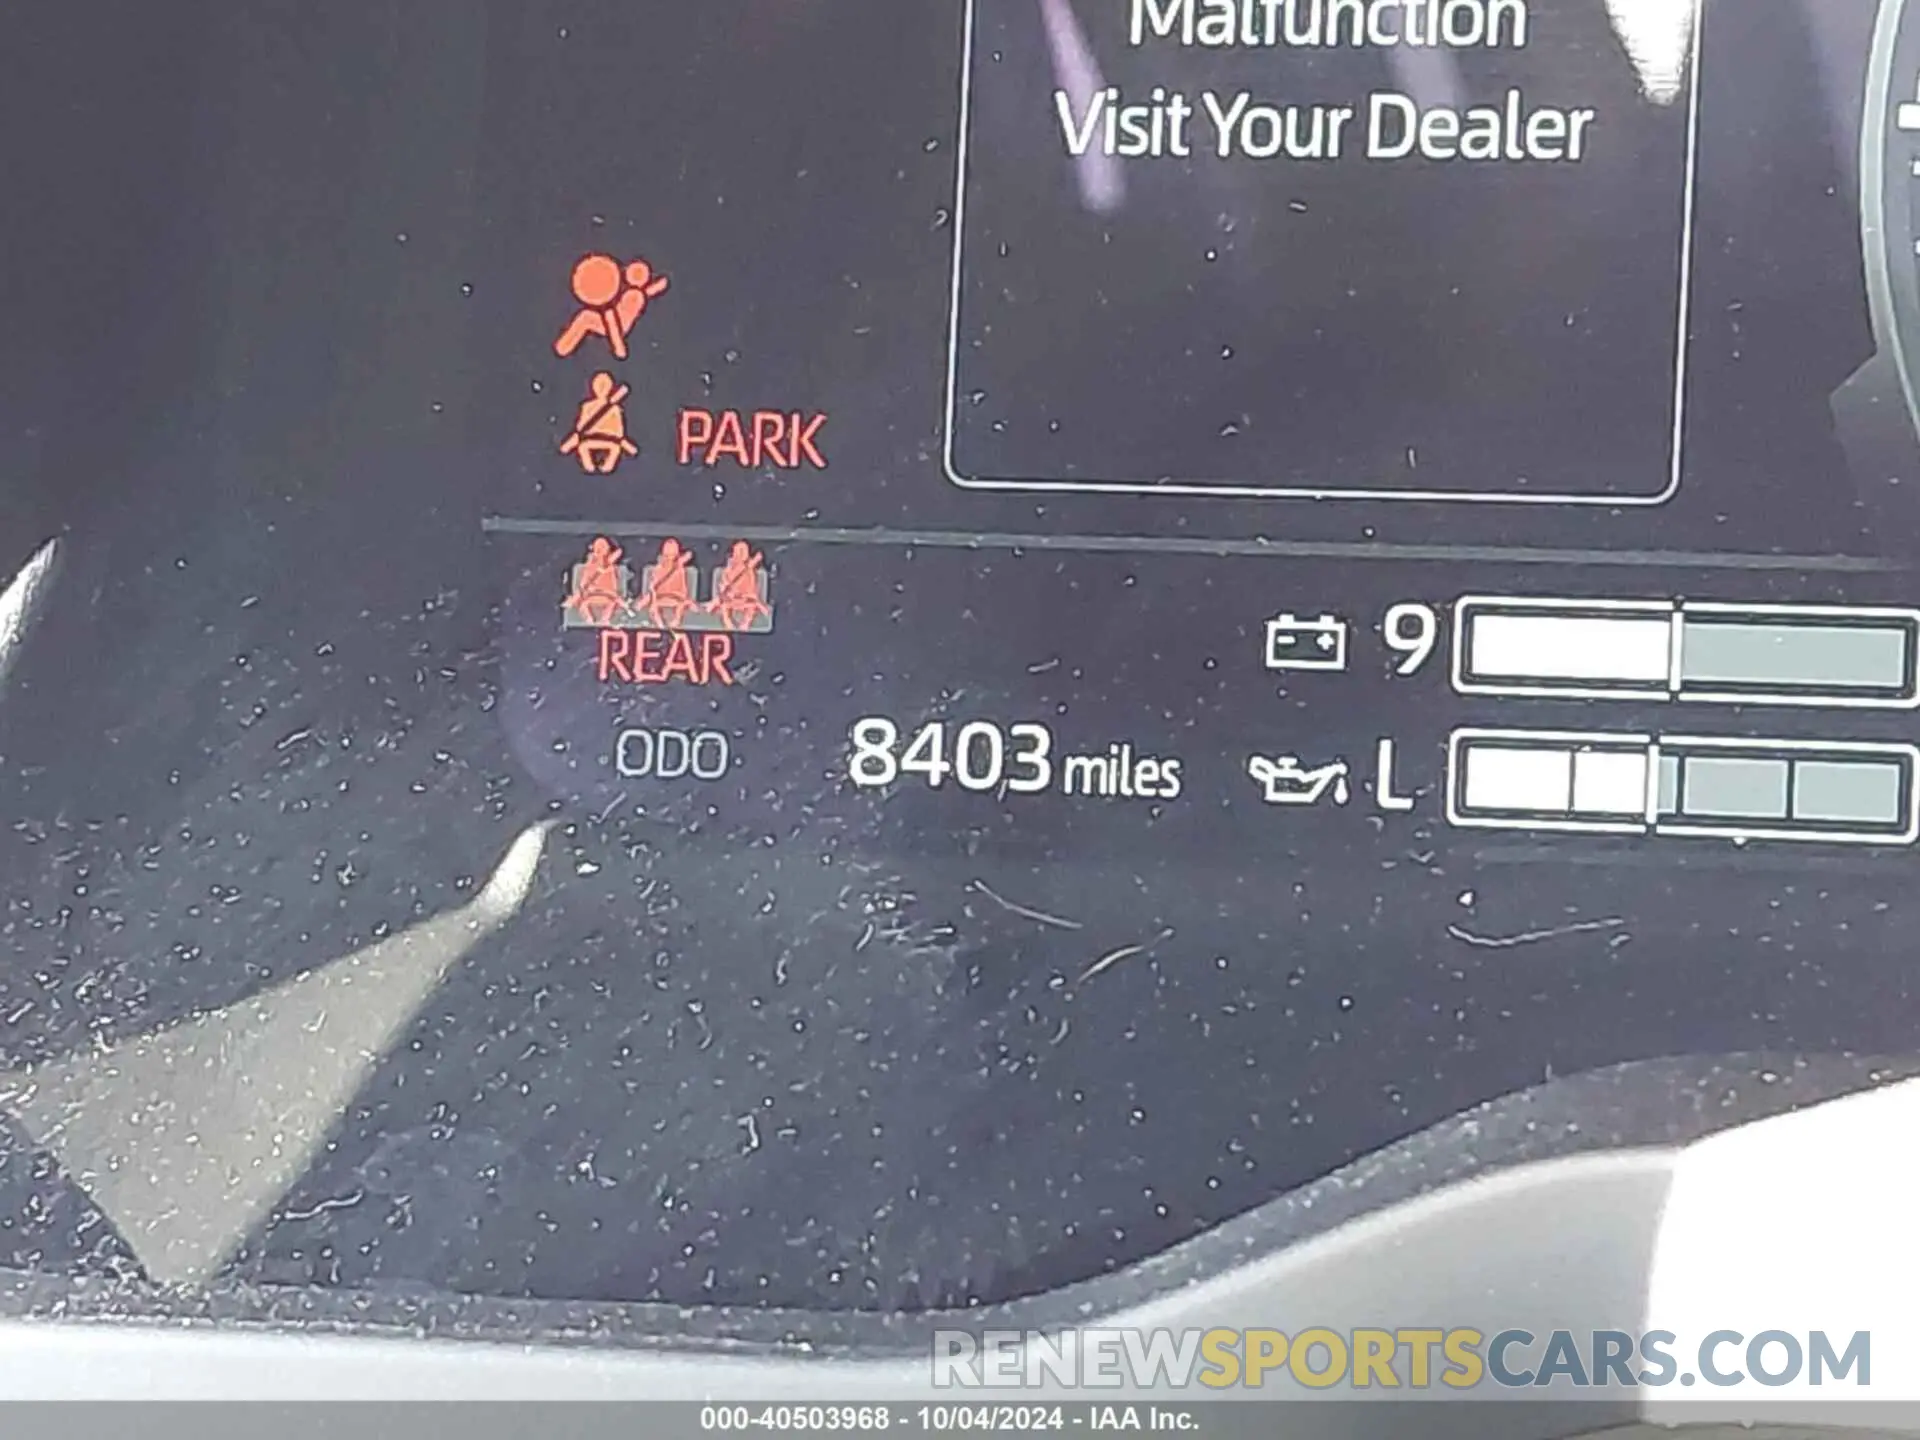 Malfunction
Visit Your Dealer
PARK
REAR
ODO 8403 miles
9
L
RENEWSPORTSCARS.COM
000-40503968 - 10/04/2024 - IAA Inc.